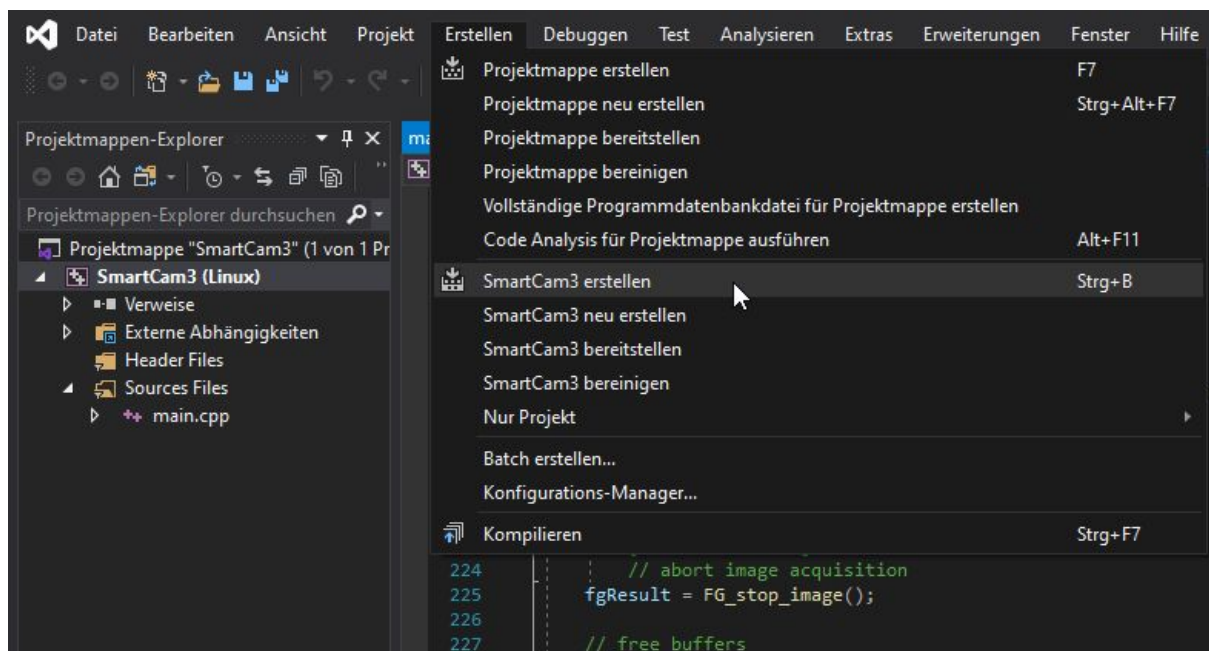 Datei Bearbeiten Ansicht Projekt Erstellen Debuggen Test Analysieren Extras Erweiterungen Fenster Hilfe
Projektmappen-Explorer
Projektmappen-Explorer durchsuchen
Projektmappe "SmartCam3" (1 von 1 Pr
SmartCam3 (Linux)
Verweise
Externe Abhängigkeiten
Header Files
Sources Files
main.cpp
Projektmappe erstellen F7
Projektmappe neu erstellen Strg+Alt+F7
Projektmappe bereitstellen
Projektmappe bereinigen
Vollständige Programmdatenbankdatei für Projektmappe erstellen
Code Analysis für Projektmappe ausführen Alt+F11
SmartCam3 erstellen Strg+B
SmartCam3 neu erstellen
SmartCam3 bereitstellen
SmartCam3 bereinigen
Nur Projekt
Batch erstellen...
Konfigurations-Manager...
Kompilieren Strg+F7
224 // abort image acquisition
225 fgResult = FG_stop_image();
226
227 // free buffers